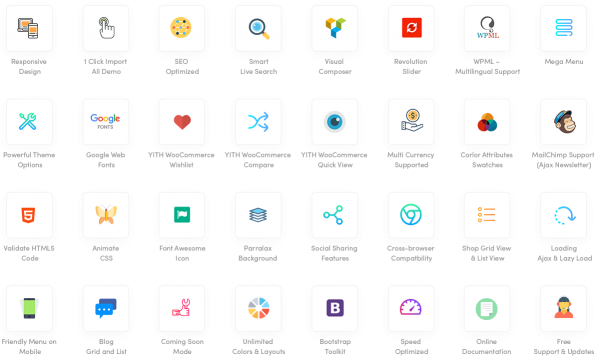 Responsive
Design
1 Click Import
All Demo
SEO
Optimized
Smart
Live Search
Visual
Composer
Revolution
Slider
WPML
WPML –
Multilingual Support
Mega Menu
Powerful Theme
Options
Google
FONTS
Google Web
Fonts
YITH WooCommerce
Wishlist
YITH WooCommerce
Compare
YITH WooCommerce
Quick View
$
Multi Currency
Supported
Corlor Attributes
Swatches
MailChimp Support
(Ajax Newsletter)
5
Validate HTML5
Code
Animate
CSS
Font Awesome
Icon
Parralax
Background
Social Sharing
Features
Cross-browser
Compatibility
Shop Grid View
& List View
Loading
Ajax & Lazy Load
Friendly Menu on
Mobile
Blog
Grid and List
Coming Soon
Mode
Unlimited
Colors & Layouts
B
Bootstrap
Toolkit
Speed
Optimized
Online
Documentation
Free
Support & Updates